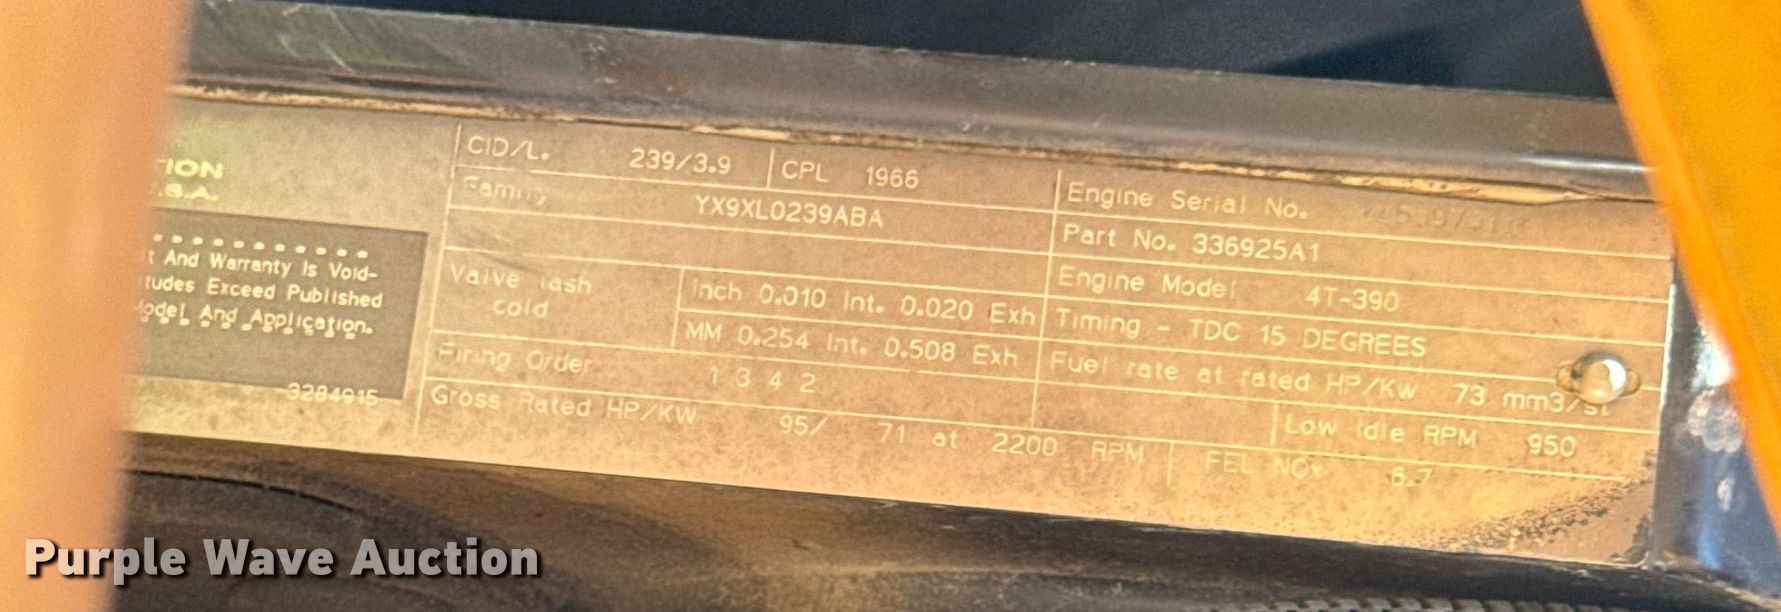 TION
.S.A.
t And Warranty Is Void-
tudes Exceed Published
Model And Application.
3284915
CID/L. 239/3.9 CPL 1966
Family YX9XL0239ABA
Valve lash cold
Inch 0.010 Int. 0.020 Exh
MM 0.254 Int. 0.508 Exh
Firing Order 1 3 4 2
Gross Rated HP/KW 95/ 71 at 2200 RPM FEL NOx 6.7
Engine Serial No.
Part No. 336925A1
Engine Model 4T-390
Timing - TDC 15 DEGREES
Fuel rate at rated HP/KW 73 mm3/st
Low Idle RPM 950
Purple Wave Auction